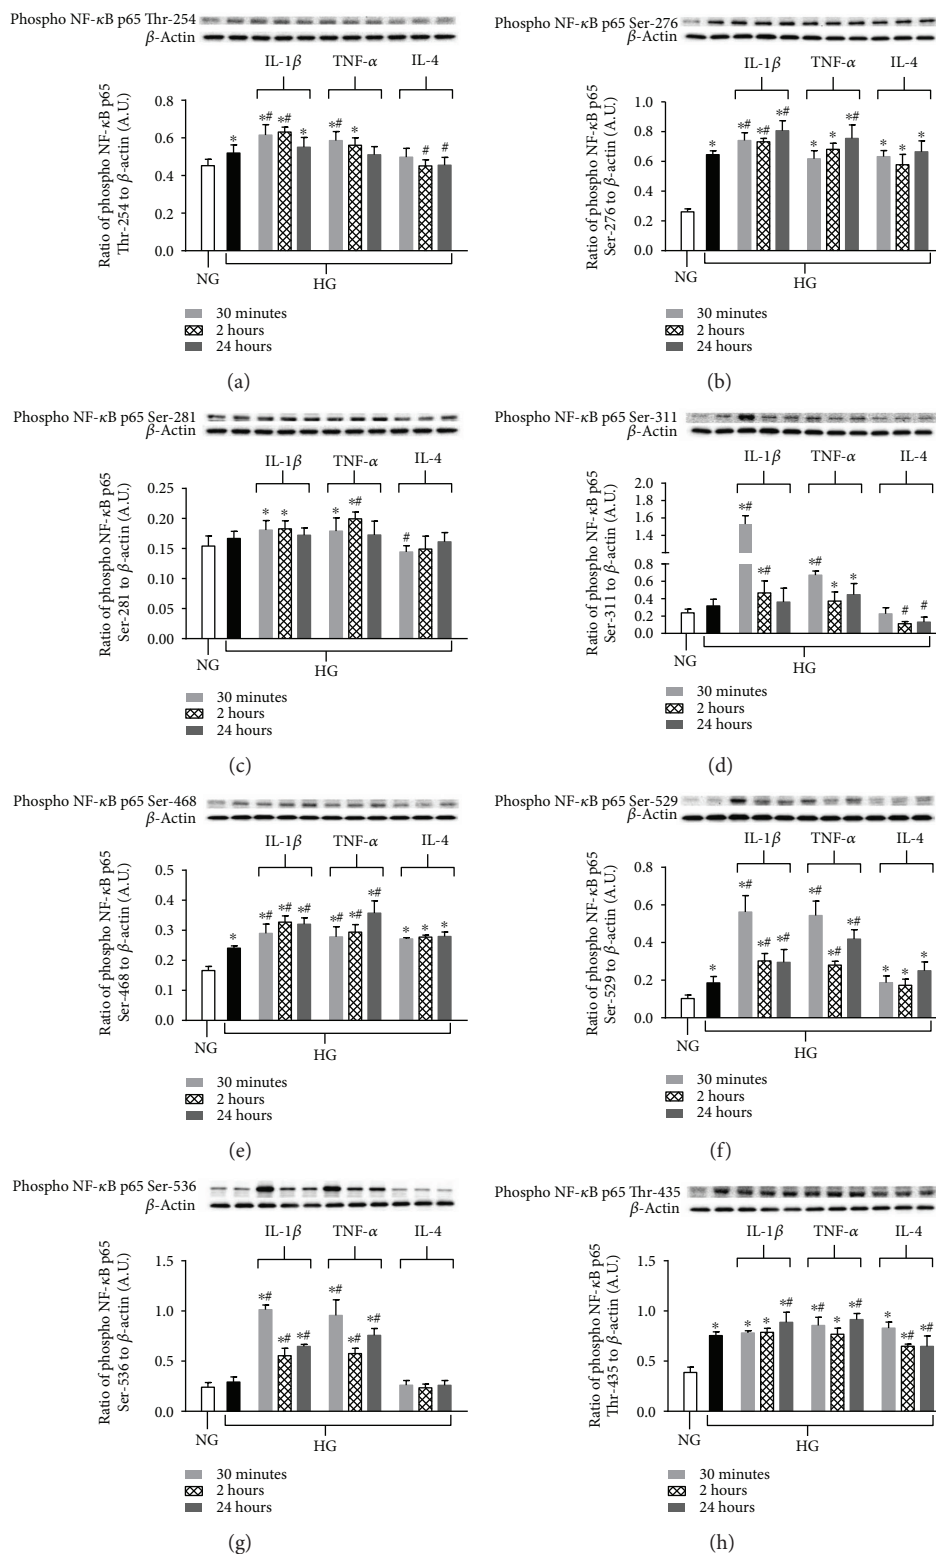 Phospho NF-κB p65 Thr-254
β-Actin
IL-1β TNF-α IL-4
Ratio of phospho NF-κB p65
Thr-254 to β-actin (A.U.)
0.8
0.6
0.4
0.2
0.0
* *# *# * *# * # #
NG
HG
30 minutes
2 hours
24 hours
(a)
Phospho NF-κB p65 Ser-276
β-Actin
IL-1β TNF-α IL-4
Ratio of phospho NF-κB p65
Ser-276 to β-actin (A.U.)
1.0
0.8
0.6
0.4
0.2
0.0
* *# *# *# * * *# * * *
NG
HG
30 minutes
2 hours
24 hours
(b)
Phospho NF-κB p65 Ser-281
β-Actin
IL-1β TNF-α IL-4
Ratio of phospho NF-κB p65
Ser-281 to β-actin (A.U.)
0.25
0.20
0.15
0.10
0.05
0.00
* * * *# #
NG
HG
30 minutes
2 hours
24 hours
(c)
Phospho NF-κB p65 Ser-311
β-Actin
IL-1β TNF-α IL-4
Ratio of phospho NF-κB p65
Ser-311 to β-actin (A.U.)
2.0
1.8
1.6
1.4
1.2
0.8
0.6
0.4
0.2
0.0
*# *# *# * * # #
NG
HG
30 minutes
2 hours
24 hours
(d)
Phospho NF-κB p65 Ser-468
β-Actin
IL-1β TNF-α IL-4
Ratio of phospho NF-κB p65
Ser-468 to β-actin (A.U.)
0.5
0.4
0.3
0.2
0.1
0.0
* *# *# *# *# *# *# * * *
NG
HG
30 minutes
2 hours
24 hours
(e)
Phospho NF-κB p65 Ser-529
β-Actin
IL-1β TNF-α IL-4
Ratio of phospho NF-κB p65
Ser-529 to β-actin (A.U.)
0.8
0.6
0.4
0.2
0.0
* *# *# *# *# *# *# * * *
NG
HG
30 minutes
2 hours
24 hours
(f)
Phospho NF-κB p65 Ser-536
β-Actin
IL-1β TNF-α IL-4
Ratio of phospho NF-κB p65
Ser-536 to β-actin (A.U.)
1.5
1.0
0.5
0.0
*# *# *# *# *# *#
NG
HG
30 minutes
2 hours
24 hours
(g)
Phospho NF-κB p65 Thr-435
β-Actin
IL-1β TNF-α IL-4
Ratio of phospho NF-κB p65
Thr-435 to β-actin (A.U.)
1.5
1.0
0.5
0.0
* * * *# *# * *# * *# *#
NG
HG
30 minutes
2 hours
24 hours
(h)